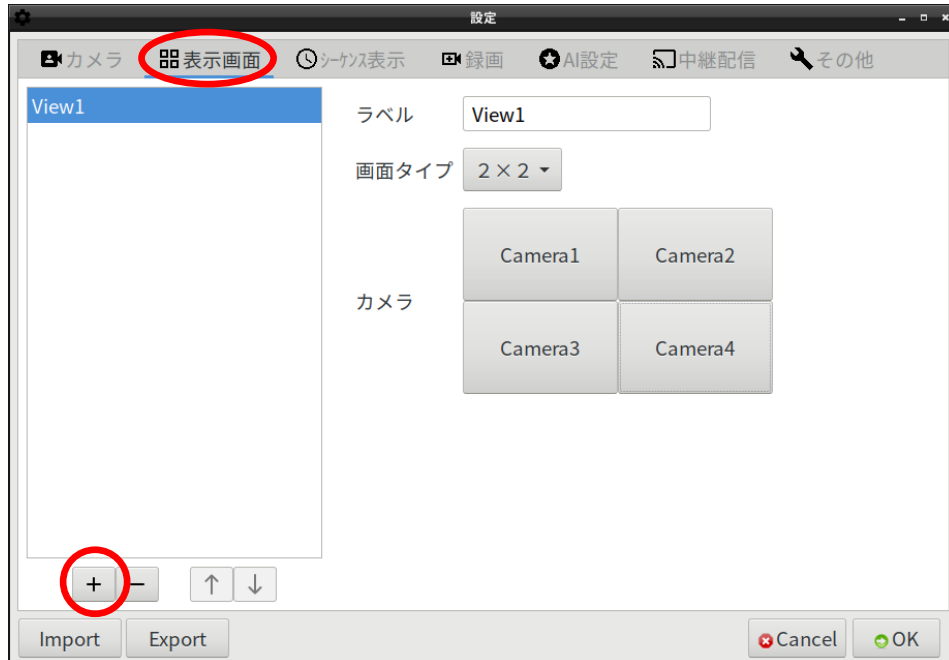 設定
カメラ 表示画面 シーケンス表示 録画 AI設定 中継配信 その他
View1
ラベル View1
画面タイプ 2×2
カメラ
Camera1 Camera2
Camera3 Camera4
+ − ↑ ↓
Import Export Cancel OK